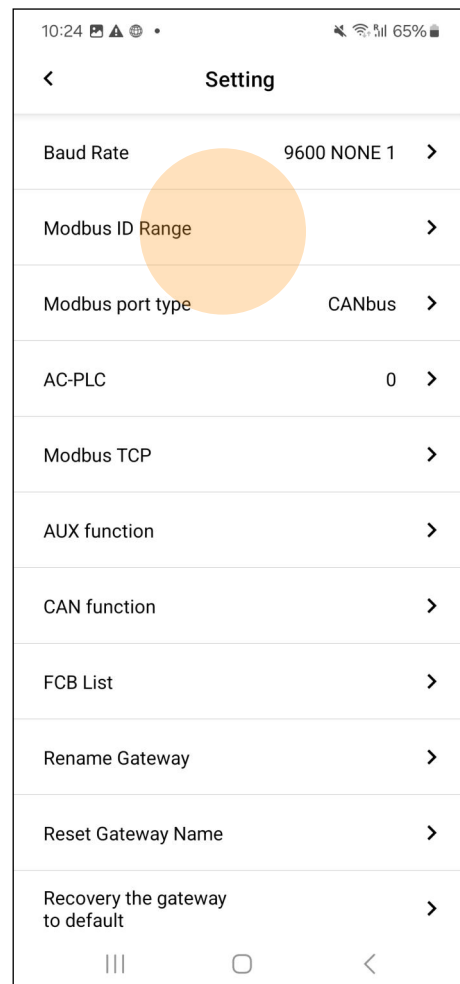 10:24 65%
Setting
Baud Rate 9600 NONE 1
Modbus ID Range
Modbus port type CANbus
AC-PLC 0
Modbus TCP
AUX function
CAN function
FCB List
Rename Gateway
Reset Gateway Name
Recovery the gateway
to default